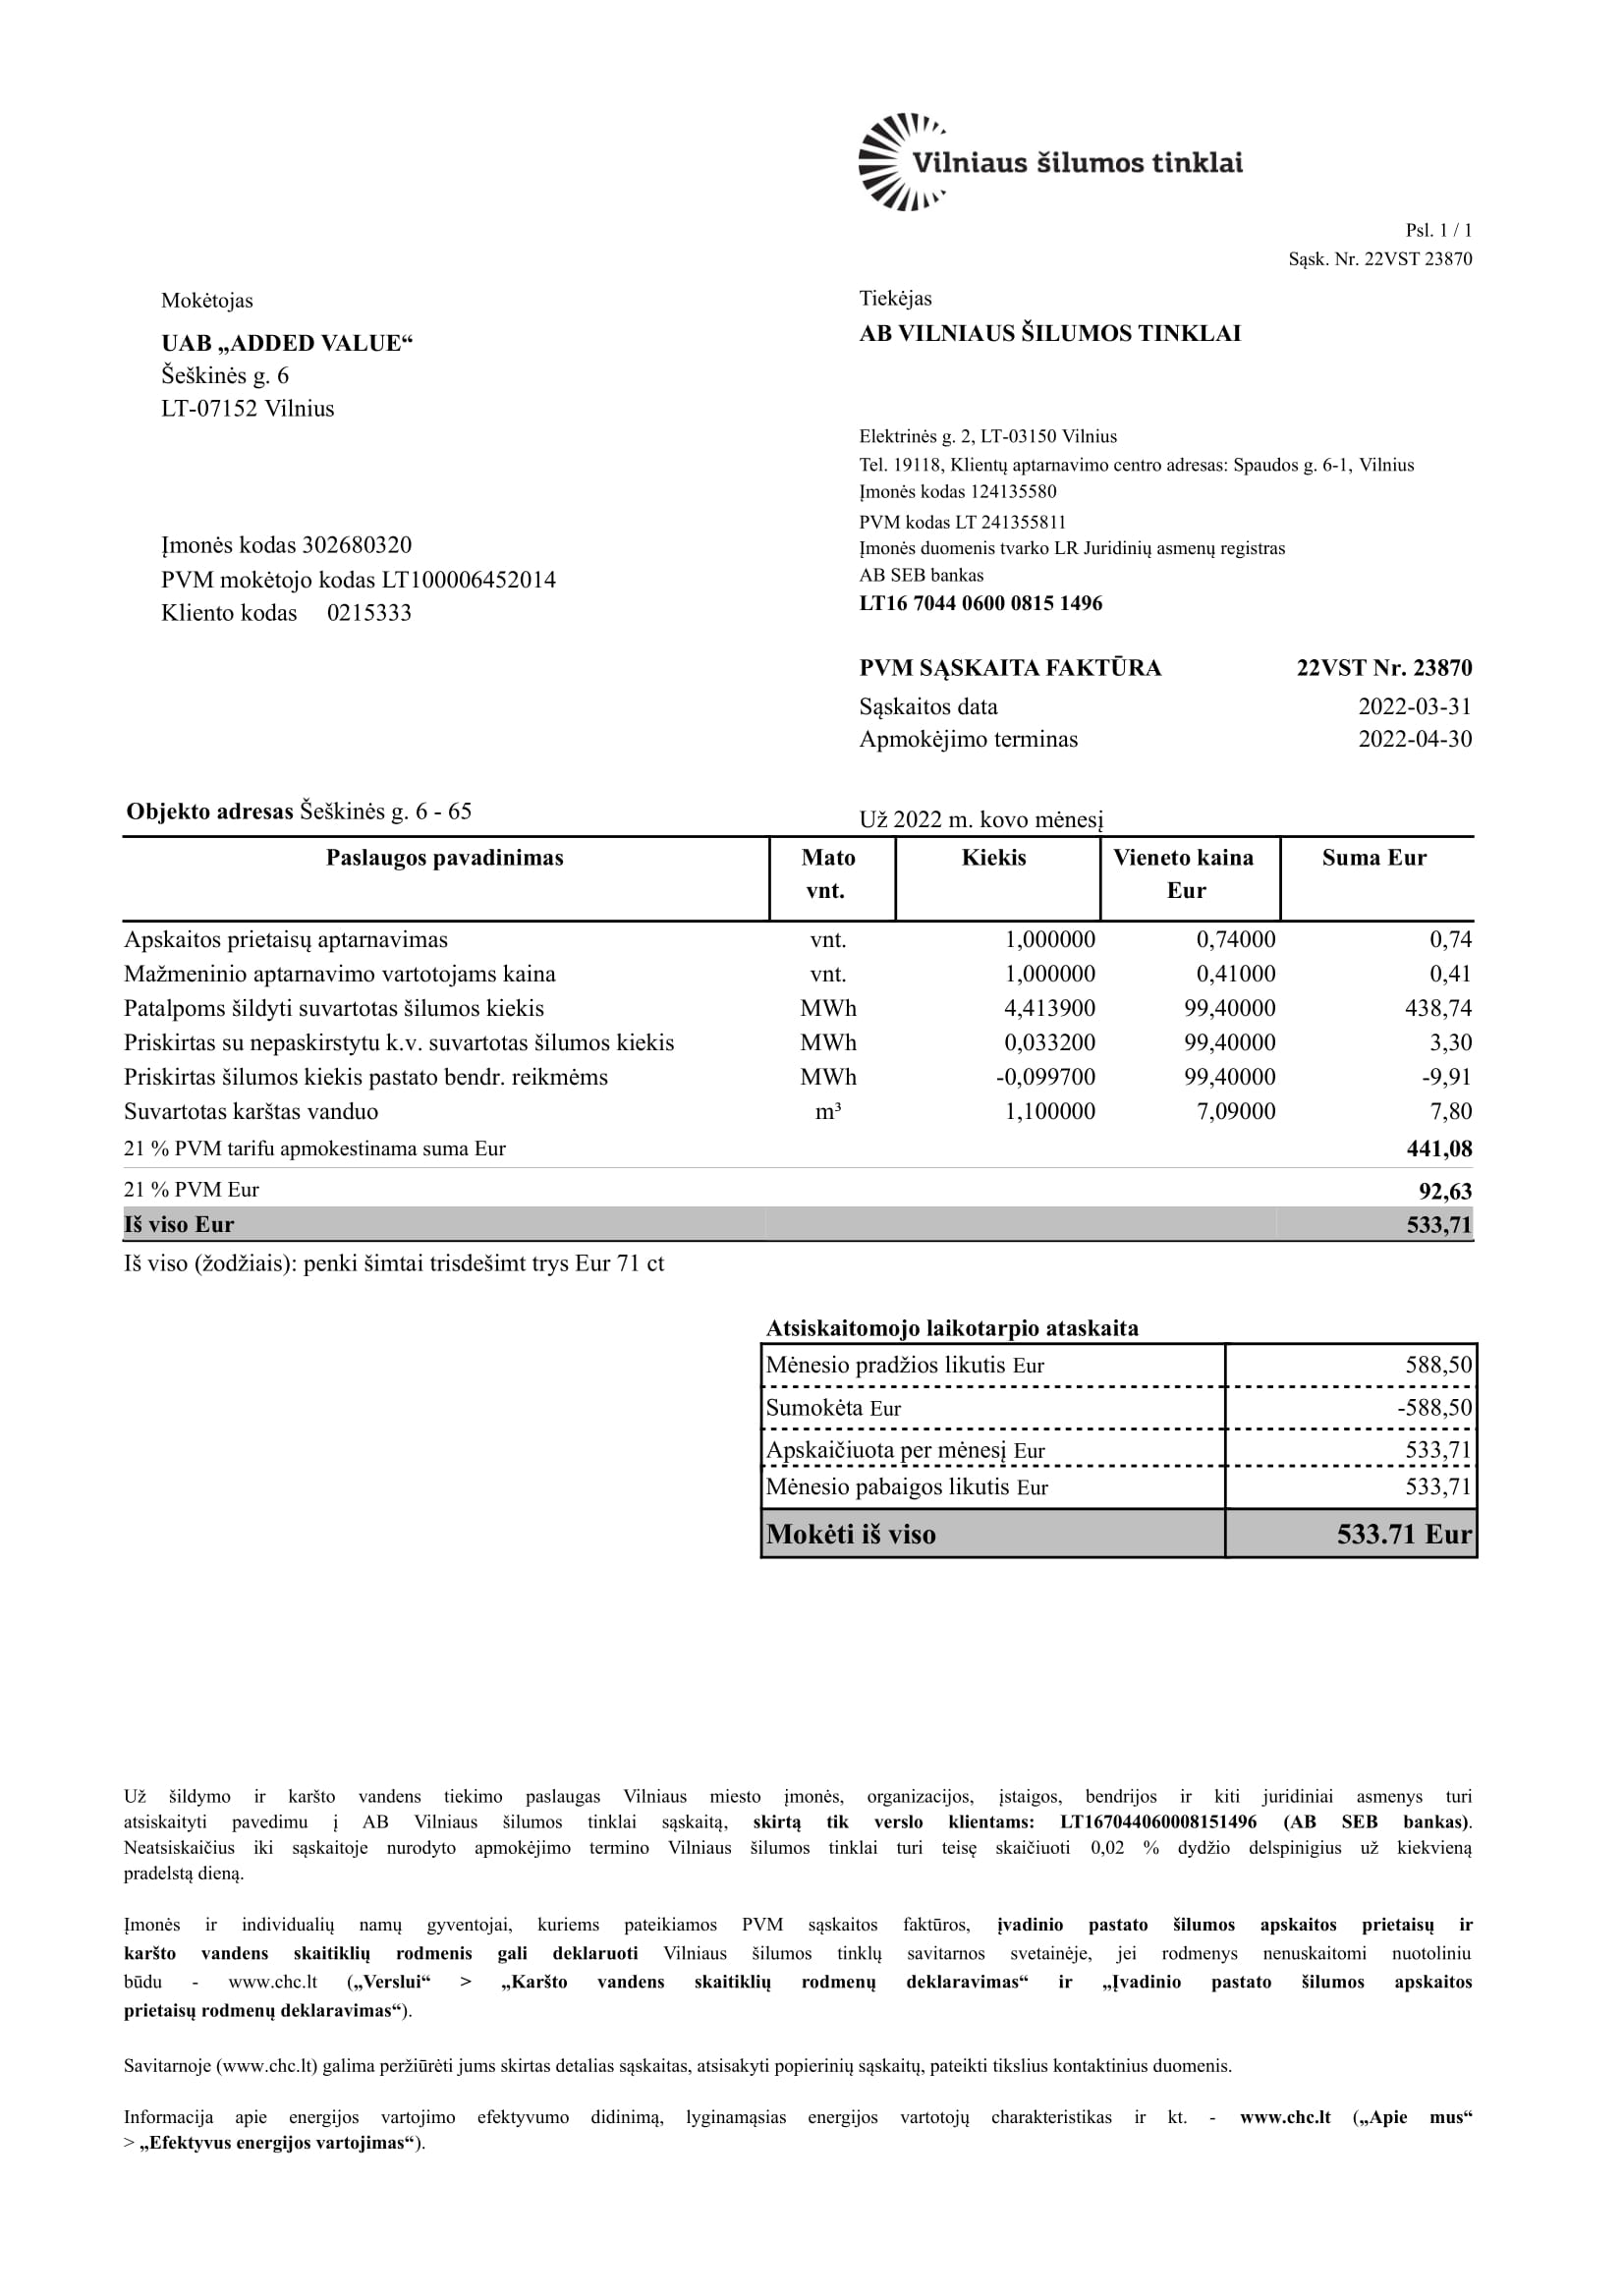 Vilniaus šilumos tinklai
Psl. 1 / 1
Sąsk. Nr. 22VST 23870
Mokėtojas
UAB „ADDED VALUE“
Šeškinės g. 6
LT-07152 Vilnius
Įmonės kodas 302680320
PVM mokėtojo kodas LT100006452014
Kliento kodas 0215333
Tiekėjas
AB VILNIAUS ŠILUMOS TINKLAI
Elektrinės g. 2, LT-03150 Vilnius
Tel. 19118, Klientų aptarnavimo centro adresas: Spaudos g. 6-1, Vilnius
Įmonės kodas 124135580
PVM kodas LT 241355811
Įmonės duomenis tvarko LR Juridinių asmenų registras
AB SEB bankas
LT16 7044 0600 0815 1496
PVM SĄSKAITA FAKTŪRA 22VST Nr. 23870
Sąskaitos data 2022-03-31
Apmokėjimo terminas 2022-04-30
Objekto adresas Šeškinės g. 6 - 65
Už 2022 m. kovo mėnesį
Paslaugos pavadinimas Mato vnt. Kiekis Vieneto kaina Eur Suma Eur
Apskaitos prietaisų aptarnavimas vnt. 1,000000 0,74000 0,74
Mažmeninio aptarnavimo vartotojams kaina vnt. 1,000000 0,41000 0,41
Patalpoms šildyti suvartotas šilumos kiekis MWh 4,413900 99,40000 438,74
Priskirtas su nepaskirstytu k.v. suvartotas šilumos kiekis MWh 0,033200 99,40000 3,30
Priskirtas šilumos kiekis pastato bendr. reikmėms MWh -0,099700 99,40000 -9,91
Suvartotas karštas vanduo m³ 1,100000 7,09000 7,80
21 % PVM tarifu apmokestinama suma Eur 441,08
21 % PVM Eur 92,63
Iš viso Eur 533,71
Iš viso (žodžiais): penki šimtai trisdešimt trys Eur 71 ct
Atsiskaitomojo laikotarpio ataskaita
Mėnesio pradžios likutis Eur 588,50
Sumokėta Eur -588,50
Apskaičiuota per mėnesį Eur 533,71
Mėnesio pabaigos likutis Eur 533,71
Mokėti iš viso 533.71 Eur
Už šildymo ir karšto vandens tiekimo paslaugas Vilniaus miesto įmonės, organizacijos, įstaigos, bendrijos ir kiti juridiniai asmenys turi
atsiskaityti pavedimu į AB Vilniaus šilumos tinklai sąskaitą, skirtą tik verslo klientams: LT167044060008151496 (AB SEB bankas).
Neatsiskaičius iki sąskaitoje nurodyto apmokėjimo termino Vilniaus šilumos tinklai turi teisę skaičiuoti 0,02 % dydžio delspinigius už kiekvieną
pradelstą dieną.
Įmonės ir individualių namų gyventojai, kuriems pateikiamos PVM sąskaitos faktūros, įvadinio pastato šilumos apskaitos prietaisų ir
karšto vandens skaitiklių rodmenis gali deklaruoti Vilniaus šilumos tinklų savitarnos svetainėje, jei rodmenys nenuskaitomi nuotoliniu
būdu - www.chc.lt („Verslui“ > „Karšto vandens skaitiklių rodmenų deklaravimas“ ir „Įvadinio pastato šilumos apskaitos
prietaisų rodmenų deklaravimas“).
Savitarnoje (www.chc.lt) galima peržiūrėti jums skirtas detalias sąskaitas, atsisakyti popierinių sąskaitų, pateikti tikslius kontaktinius duomenis.
Informacija apie energijos vartojimo efektyvumo didinimą, lyginamąsias energijos vartotojų charakteristikas ir kt. - www.chc.lt („Apie mus“
> „Efektyvus energijos vartojimas“).